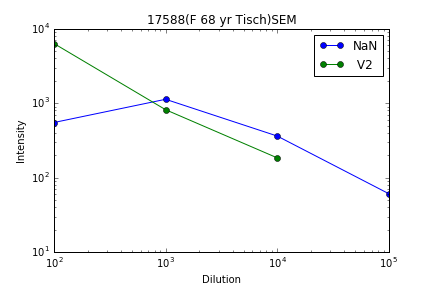 17588(F 68 yr Tisch)SEM
10^4
10^3
10^2
10^1
Intensity
NaN
V2
10^2 10^3 10^4 10^5
Dilution